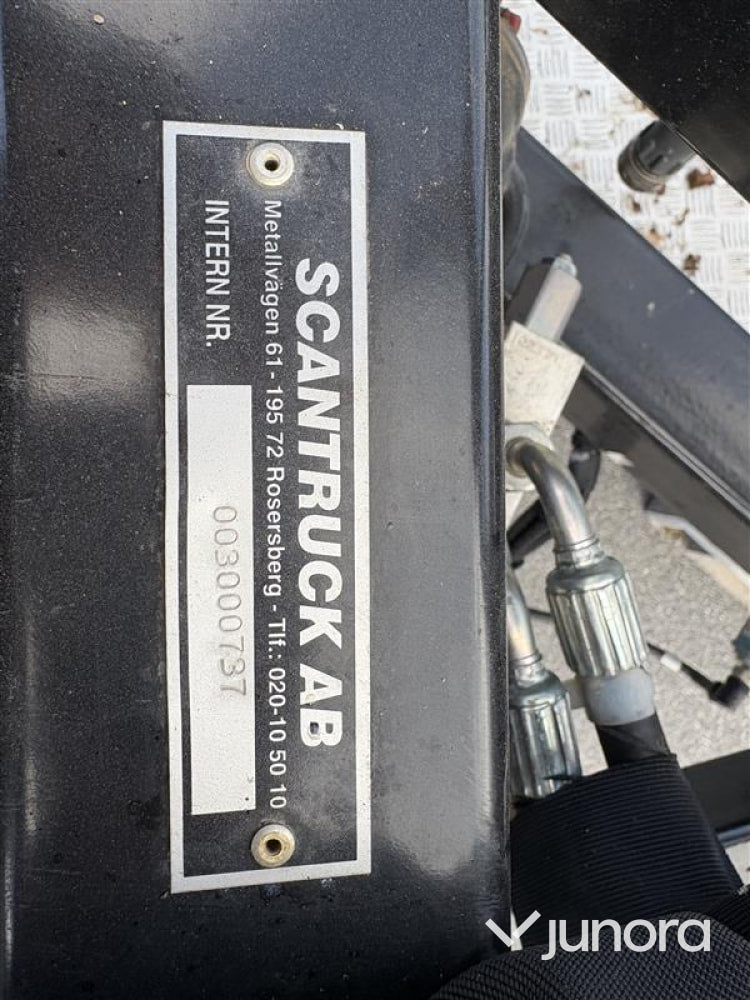 SCANTRUCK AB
Metallvägen 61 - 195 72 Rosersberg - Tlf.: 020-10 50 10
INTERN NR. 003000737
junora